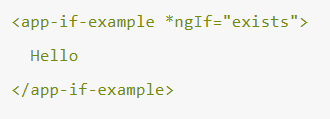 <app-if-example *ngIf="exists">
Hello
</app-if-example>